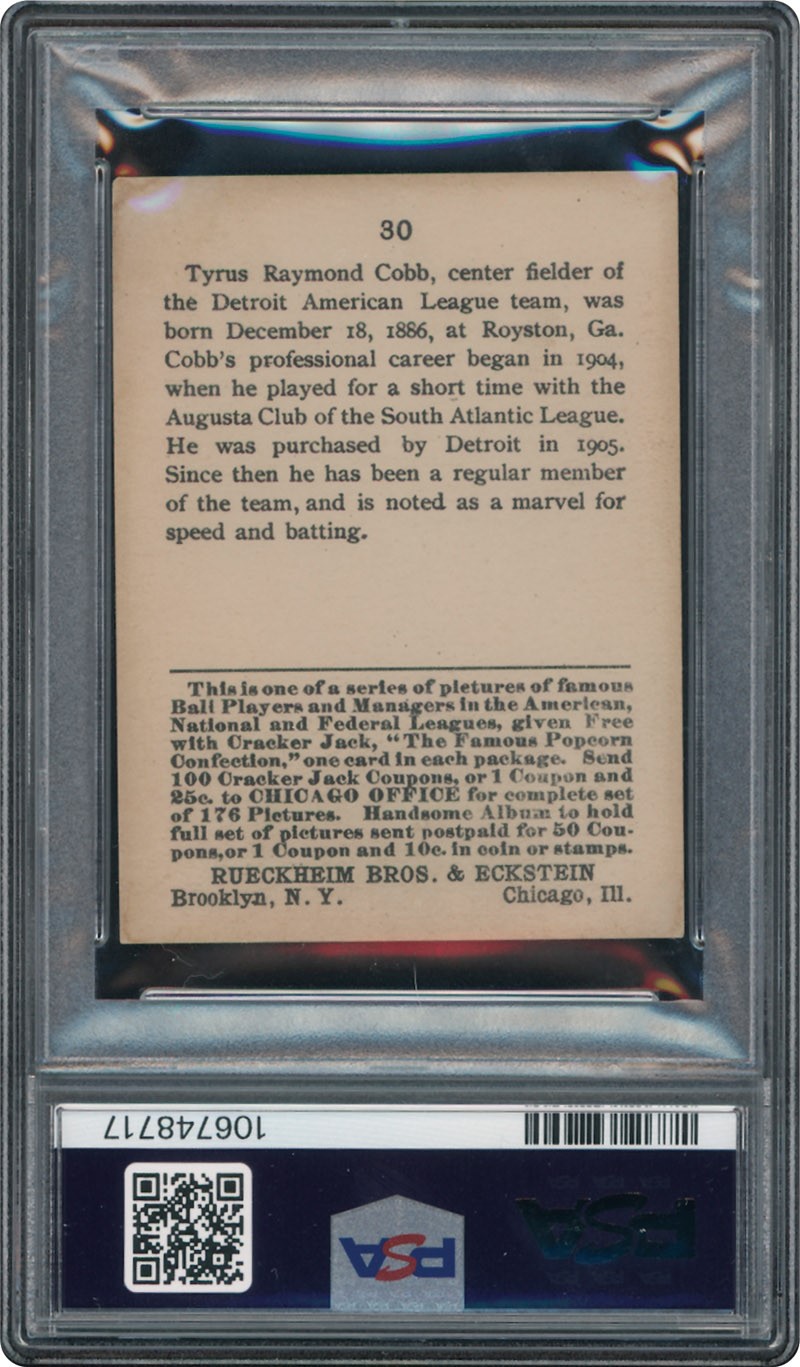 30
Tyrus Raymond Cobb, center fielder of
the Detroit American League team, was
born December 18, 1886, at Royston, Ga.
Cobb's professional career began in 1904,
when he played for a short time with the
Augusta Club of the South Atlantic League.
He was purchased by Detroit in 1905.
Since then he has been a regular member
of the team, and is noted as a marvel for
speed and batting.
This is one of a series of pictures of famous
Ball Players and Managers in the American,
National and Federal Leagues, given Free
with Cracker Jack, "The Famous Popcorn
Confection," one card in each package. Send
100 Cracker Jack Coupons, or 1 Coupon and
25c. to CHICAGO OFFICE for complete set
of 176 Pictures. Handsome Album to hold
full set of pictures sent postpaid for 50 Cou-
pons, or 1 Coupon and 10c. in coin or stamps.
RUECKHEIM BROS. & ECKSTEIN
Brooklyn, N. Y. Chicago, Ill.
106748717
PSA
PSA